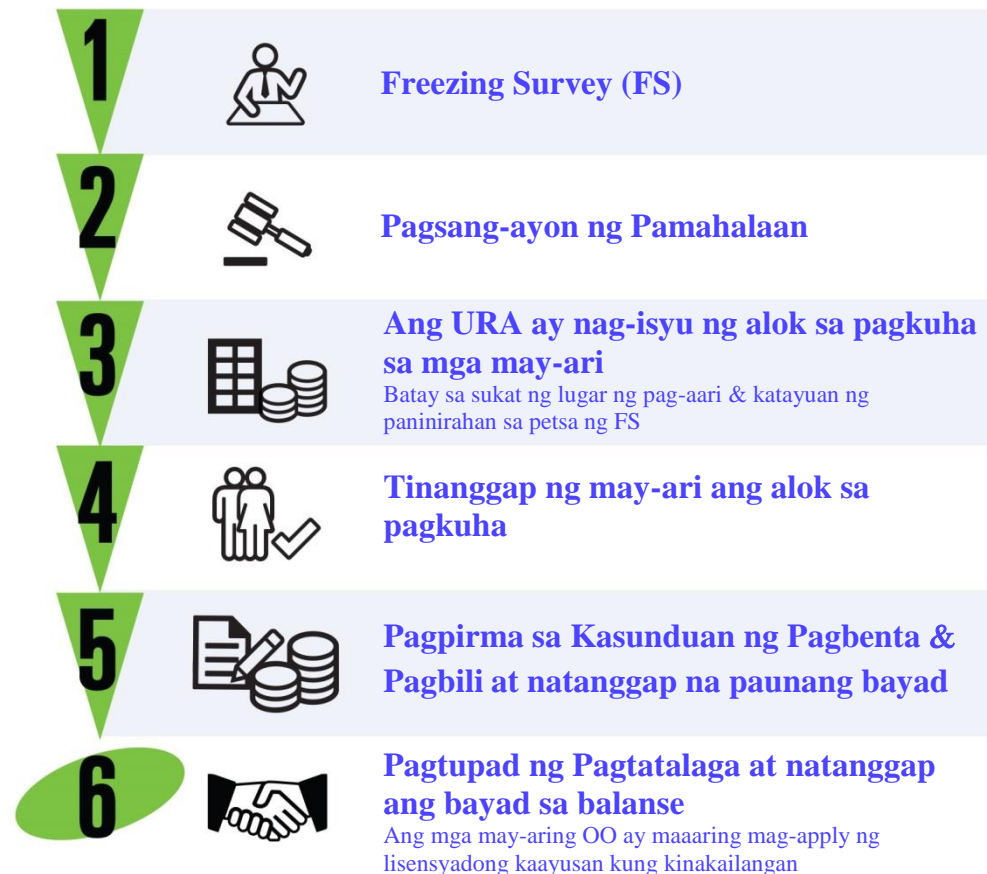 1
Freezing Survey (FS)
2
Pagsang-ayon ng Pamahalaan
3
Ang URA ay nag-isyu ng alok sa pagkuha
sa mga may-ari
Batay sa sukat ng lugar ng pag-aari & katayuan ng
paninirahan sa petsa ng FS
4
Tinanggap ng may-ari ang alok sa
pagkuha
5
Pagpirma sa Kasunduan ng Pagbenta &
Pagbili at natanggap na paunang bayad
6
Pagtupad ng Pagtatalaga at natanggap
ang bayad sa balanse
Ang mga may-aring OO ay maaaring mag-apply ng
lisensyadong kaayusan kung kinakailangan